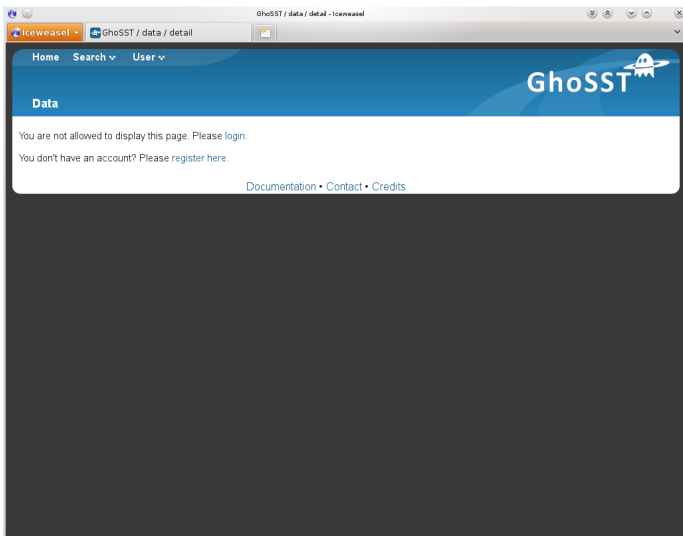 GhoSST / data / detail - Iceweasel
Iceweasel
GhoSST / data / detail
Home Search User
GhoSST
Data
You are not allowed to display this page. Please login.
You don't have an account? Please register here.
Documentation • Contact • Credits